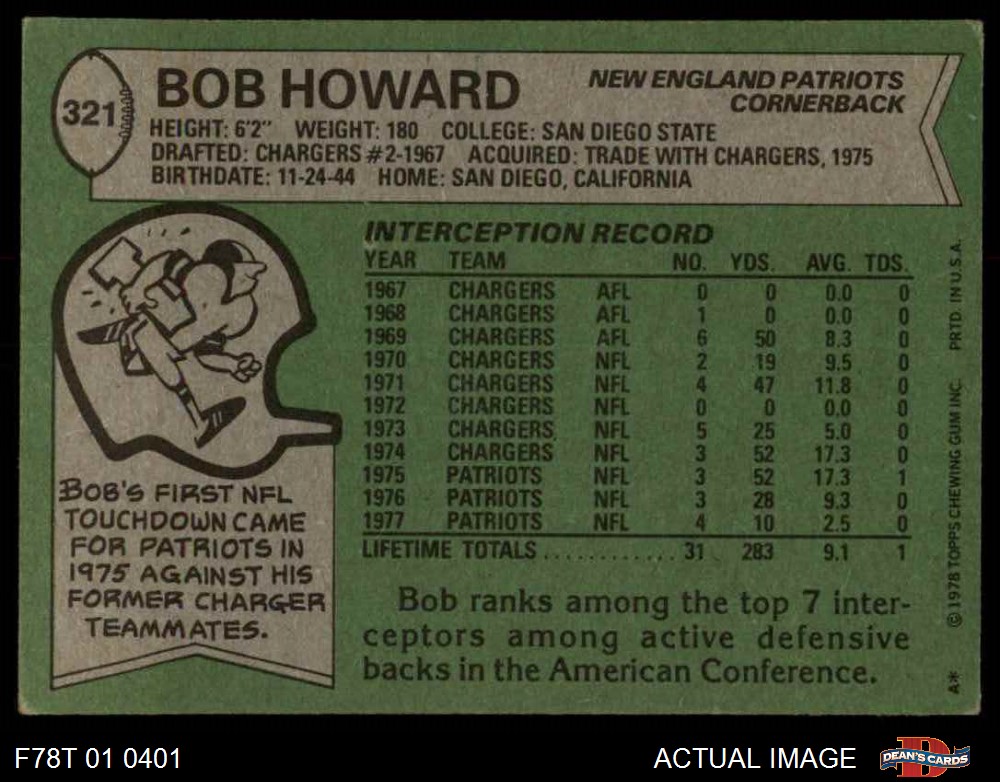 321
BOB HOWARD
NEW ENGLAND PATRIOTS
CORNERBACK
HEIGHT: 6'2" WEIGHT: 180 COLLEGE: SAN DIEGO STATE
DRAFTED: CHARGERS #2-1967 ACQUIRED: TRADE WITH CHARGERS, 1975
BIRTHDATE: 11-24-44 HOME: SAN DIEGO, CALIFORNIA
BOB'S FIRST NFL
TOUCHDOWN CAME
FOR PATRIOTS IN
1975 AGAINST HIS
FORMER CHARGER
TEAMMATES.
INTERCEPTION RECORD
YEAR TEAM NO. YDS. AVG. TDS.
1967 CHARGERS AFL 0 0 0.0 0
1968 CHARGERS AFL 1 0 0.0 0
1969 CHARGERS AFL 6 50 8.3 0
1970 CHARGERS NFL 2 19 9.5 0
1971 CHARGERS NFL 4 47 11.8 0
1972 CHARGERS NFL 0 0 0.0 0
1973 CHARGERS NFL 5 25 5.0 0
1974 CHARGERS NFL 3 52 17.3 0
1975 PATRIOTS NFL 3 52 17.3 1
1976 PATRIOTS NFL 3 28 9.3 0
1977 PATRIOTS NFL 4 10 2.5 0
LIFETIME TOTALS ............ 31 283 9.1 1
Bob ranks among the top 7 inter-
ceptors among active defensive
backs in the American Conference.
A* © 1978 TOPPS CHEWING GUM INC. PRTD. IN U.S.A.
F78T 01 0401
ACTUAL IMAGE
D
DEAN'S CARDS